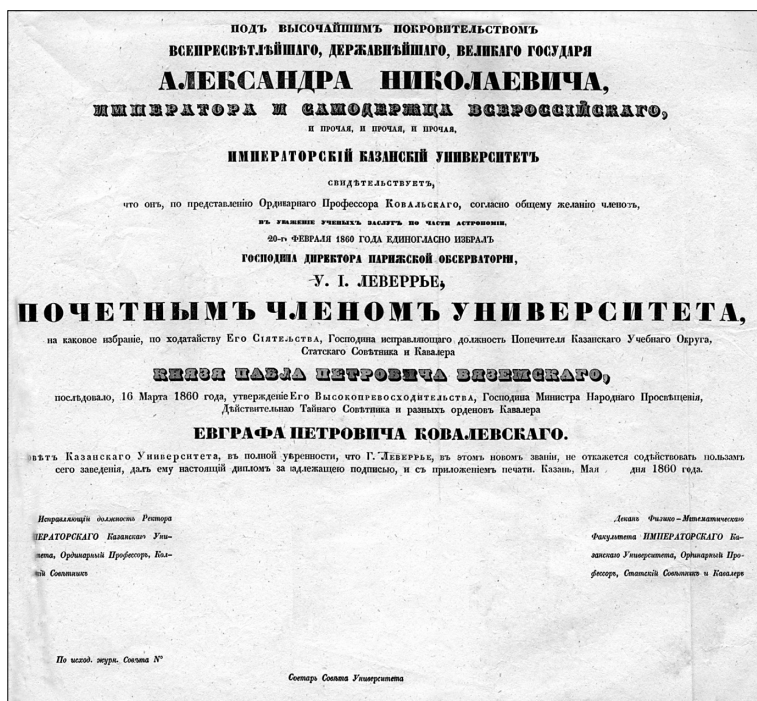 ПОДЪ ВЫСОЧАЙШИМЪ ПОКРОВИТЕЛЬСТВОМЪ
ВСЕПРЕСВѢТЛѢЙШАГО, ДЕРЖАВНѢЙШАГО, ВЕЛИКАГО ГОСУДАРЯ
АЛЕКСАНДРА НИКОЛАЕВИЧА,
ИМПЕРАТОРА И САМОДЕРЖЦА ВСЕРОССІЙСКАГО,
И ПРОЧАЯ, И ПРОЧАЯ, И ПРОЧАЯ,
ИМПЕРАТОРСКІЙ КАЗАНСКІЙ УНИВЕРСИТЕТЪ
СВИДѢТЕЛЬСТВУЕТЪ,
что онъ, по представленію Ординарнаго Профессора Ковальскаго, согласно общему желанію членовъ,
ВЪ УВАЖЕНІЕ УЧЕНЫХЪ ЗАСЛУГЪ ПО ЧАСТИ АСТРОНОМІИ,
20-го ФЕВРАЛЯ 1860 ГОДА ЕДИНОГЛАСНО ИЗБРАЛЪ
ГОСПОДИНА ДИРЕКТОРА ПАРИЖСКОЙ ОБСЕРВАТОРІИ,
У. І. ЛЕВЕРРЬЕ,
ПОЧЕТНЫМЪ ЧЛЕНОМЪ УНИВЕРСИТЕТА,
на каковое избраніе, по ходатайству Его Сіятельства, Господина исправляющаго должность Попечителя Казанскаго Учебнаго Округа,
Статскаго Совѣтника и Кавалера
КНЯЗЯ ПАВЛА ПЕТРОВИЧА ВЯЗЕМСКАГО,
послѣдовало, 16 Марта 1860 года, утвержденіе Его Высокопревосходительства, Господина Министра Народнаго Просвѣщенія,
Дѣйствительнаго Тайнаго Совѣтника и разныхъ орденовъ Кавалера
ЕВГРАФА ПЕТРОВИЧА КОВАЛЕВСКАГО.
овѣтъ Казанскаго Университета, въ полной увѣренности, что Г. Леверрье, въ этомъ новомъ званіи, не откажется содѣйствовать пользамъ
сего заведенія, далъ ему настоящій дипломъ за надлежащею подписью, и съ приложеніемъ печати. Казань, Мая дня 1860 года.
Исправляющій должность Ректора
ПЕРАТОРСКАГО Казанскаго Уни-
тета, Ординарный Профессоръ, Кол-
ій Совѣтникъ
Деканъ Физико-Математическаго
Факультета ИМПЕРАТОРСКАГО Ка-
занскаго Университета, Ординарный Про-
фессоръ, Статскій Совѣтникъ и Кавалеръ
По исход. журн. Совѣта №
Секретарь Совѣта Университета